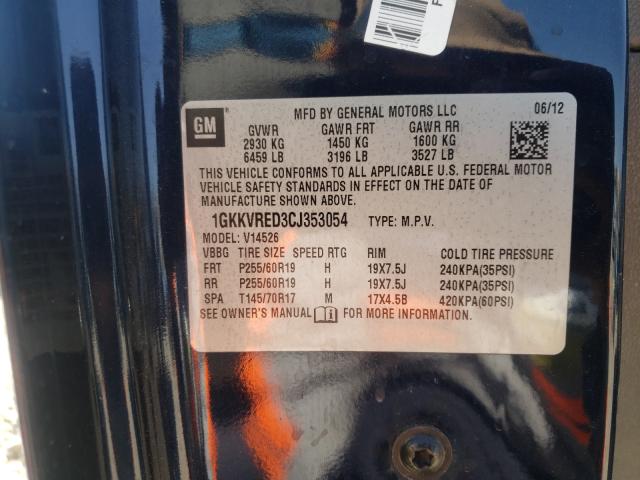 GM
MFD BY GENERAL MOTORS LLC 06/12
GVWR GAWR FRT GAWR RR
2930 KG 1450 KG 1600 KG
6459 LB 3196 LB 3527 LB
THIS VEHICLE CONFORMS TO ALL APPLICABLE U.S. FEDERAL MOTOR
VEHICLE SAFETY STANDARDS IN EFFECT ON THE DATE OF
MANUFACTURE SHOWN ABOVE.
1GKKVRED3CJ353054 TYPE: M.P.V.
MODEL: V14526
VBBG TIRE SIZE SPEED RTG RIM COLD TIRE PRESSURE
FRT P255/60R19 H 19X7.5J 240KPA(35PSI)
RR P255/60R19 H 19X7.5J 240KPA(35PSI)
SPA T145/70R17 M 17X4.5B 420KPA(60PSI)
SEE OWNER'S MANUAL FOR MORE INFORMATION.